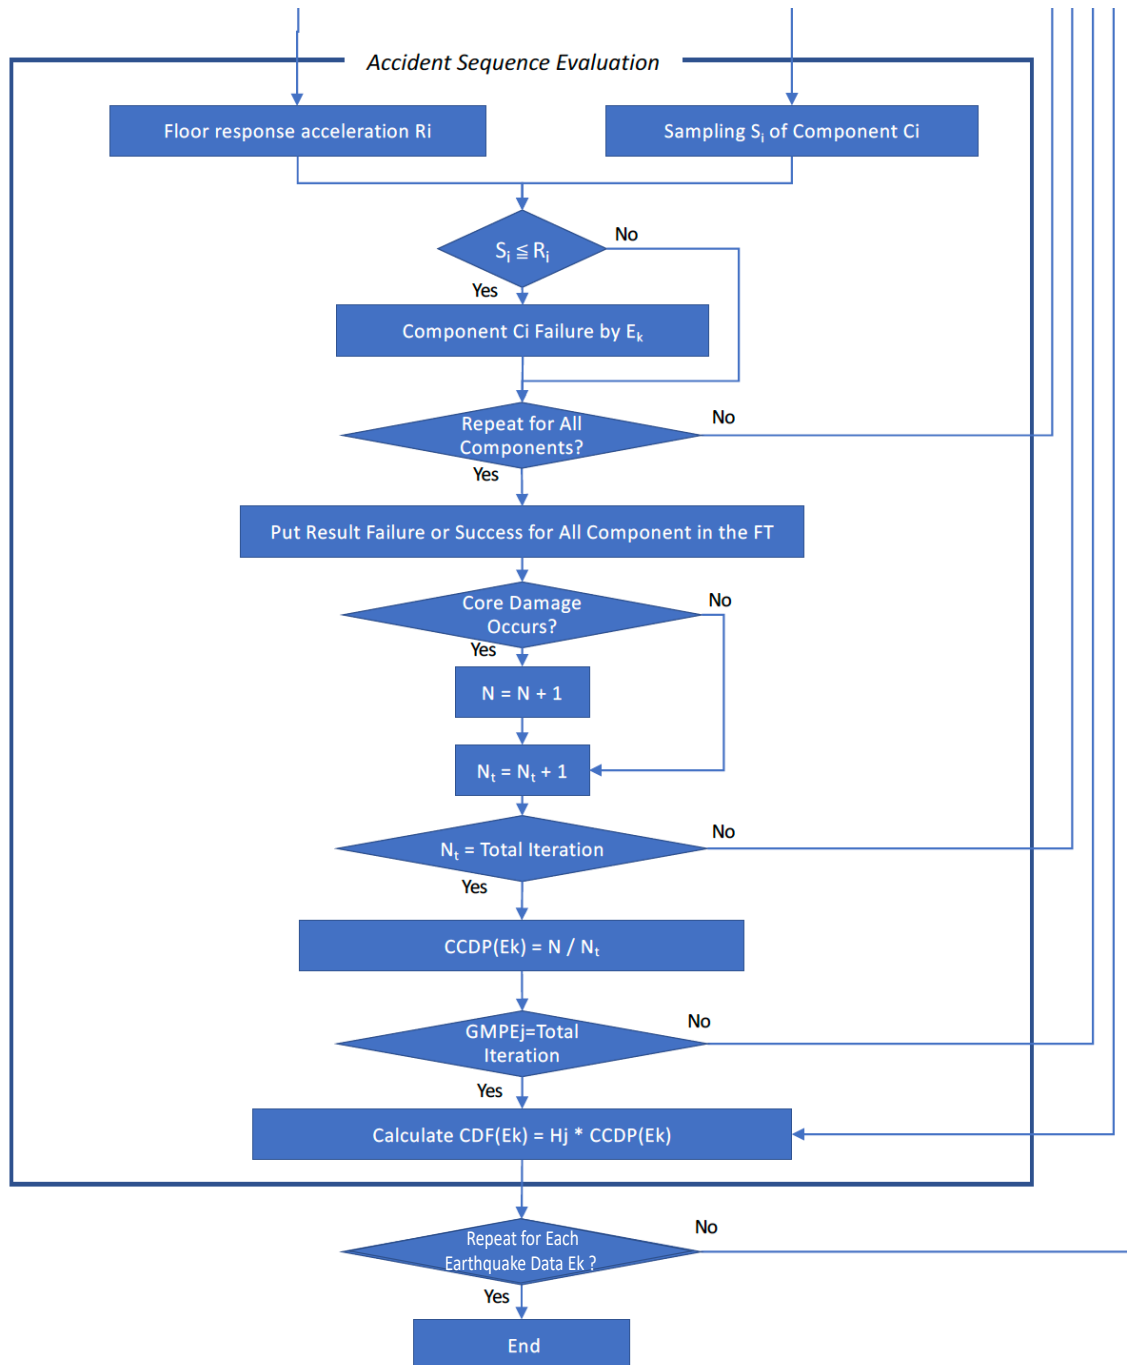 Accident Sequence Evaluation
Floor response acceleration Ri
Sampling Sᵢ of Component Ci
Sᵢ ≦ Rᵢ
No
Yes
Component Ci Failure by Eₖ
Repeat for All
Components?
No
Yes
Put Result Failure or Success for All Component in the FT
Core Damage
Occurs?
No
Yes
N = N + 1
Nₜ = Nₜ + 1
Nₜ = Total Iteration
No
Yes
CCDP(Ek) = N / Nₜ
GMPEj=Total
Iteration
No
Yes
Calculate CDF(Ek) = Hj * CCDP(Ek)
Repeat for Each
Earthquake Data Ek ?
No
Yes
End